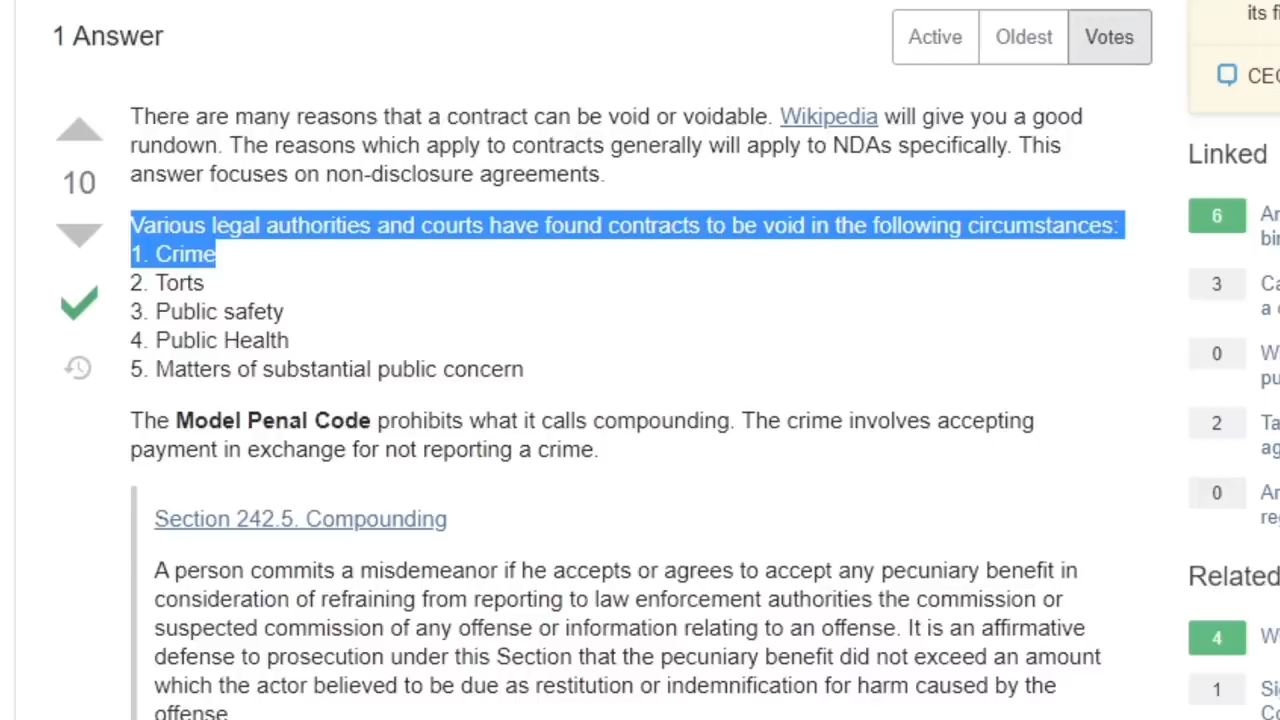 its
1 Answer
Active
Oldest
Votes
There are many reasons that a contract can be void or voidable. Wikipedia will give you a good
rundown. The reasons which apply to contracts generally will apply to NDAs specifically. This
answer focuses on non-disclosure agreements.
10
Various legal authorities and courts have found contracts to be void in the following circumstances:
1. Crime
2. Torts
3. Public safety
4. Public Health
5. Matters of substantial public concern
The Model Penal Code prohibits what it calls compounding. The crime involves accepting
payment in exchange for not reporting a crime.
Section 242.5. Compounding
A person commits a misdemeanor if he accepts or agrees to accept any pecuniary benefit in
consideration of refraining from reporting to law enforcement authorities the commission or
suspected commission of any offense or information relating to an offense. It is an affirmative
defense to prosecution under this Section that the pecuniary benefit did not exceed an amount
which the actor believed to be due as restitution or indemnification for harm caused by the
offense
Linked
6
3
a
0
2
0
Related
4
1